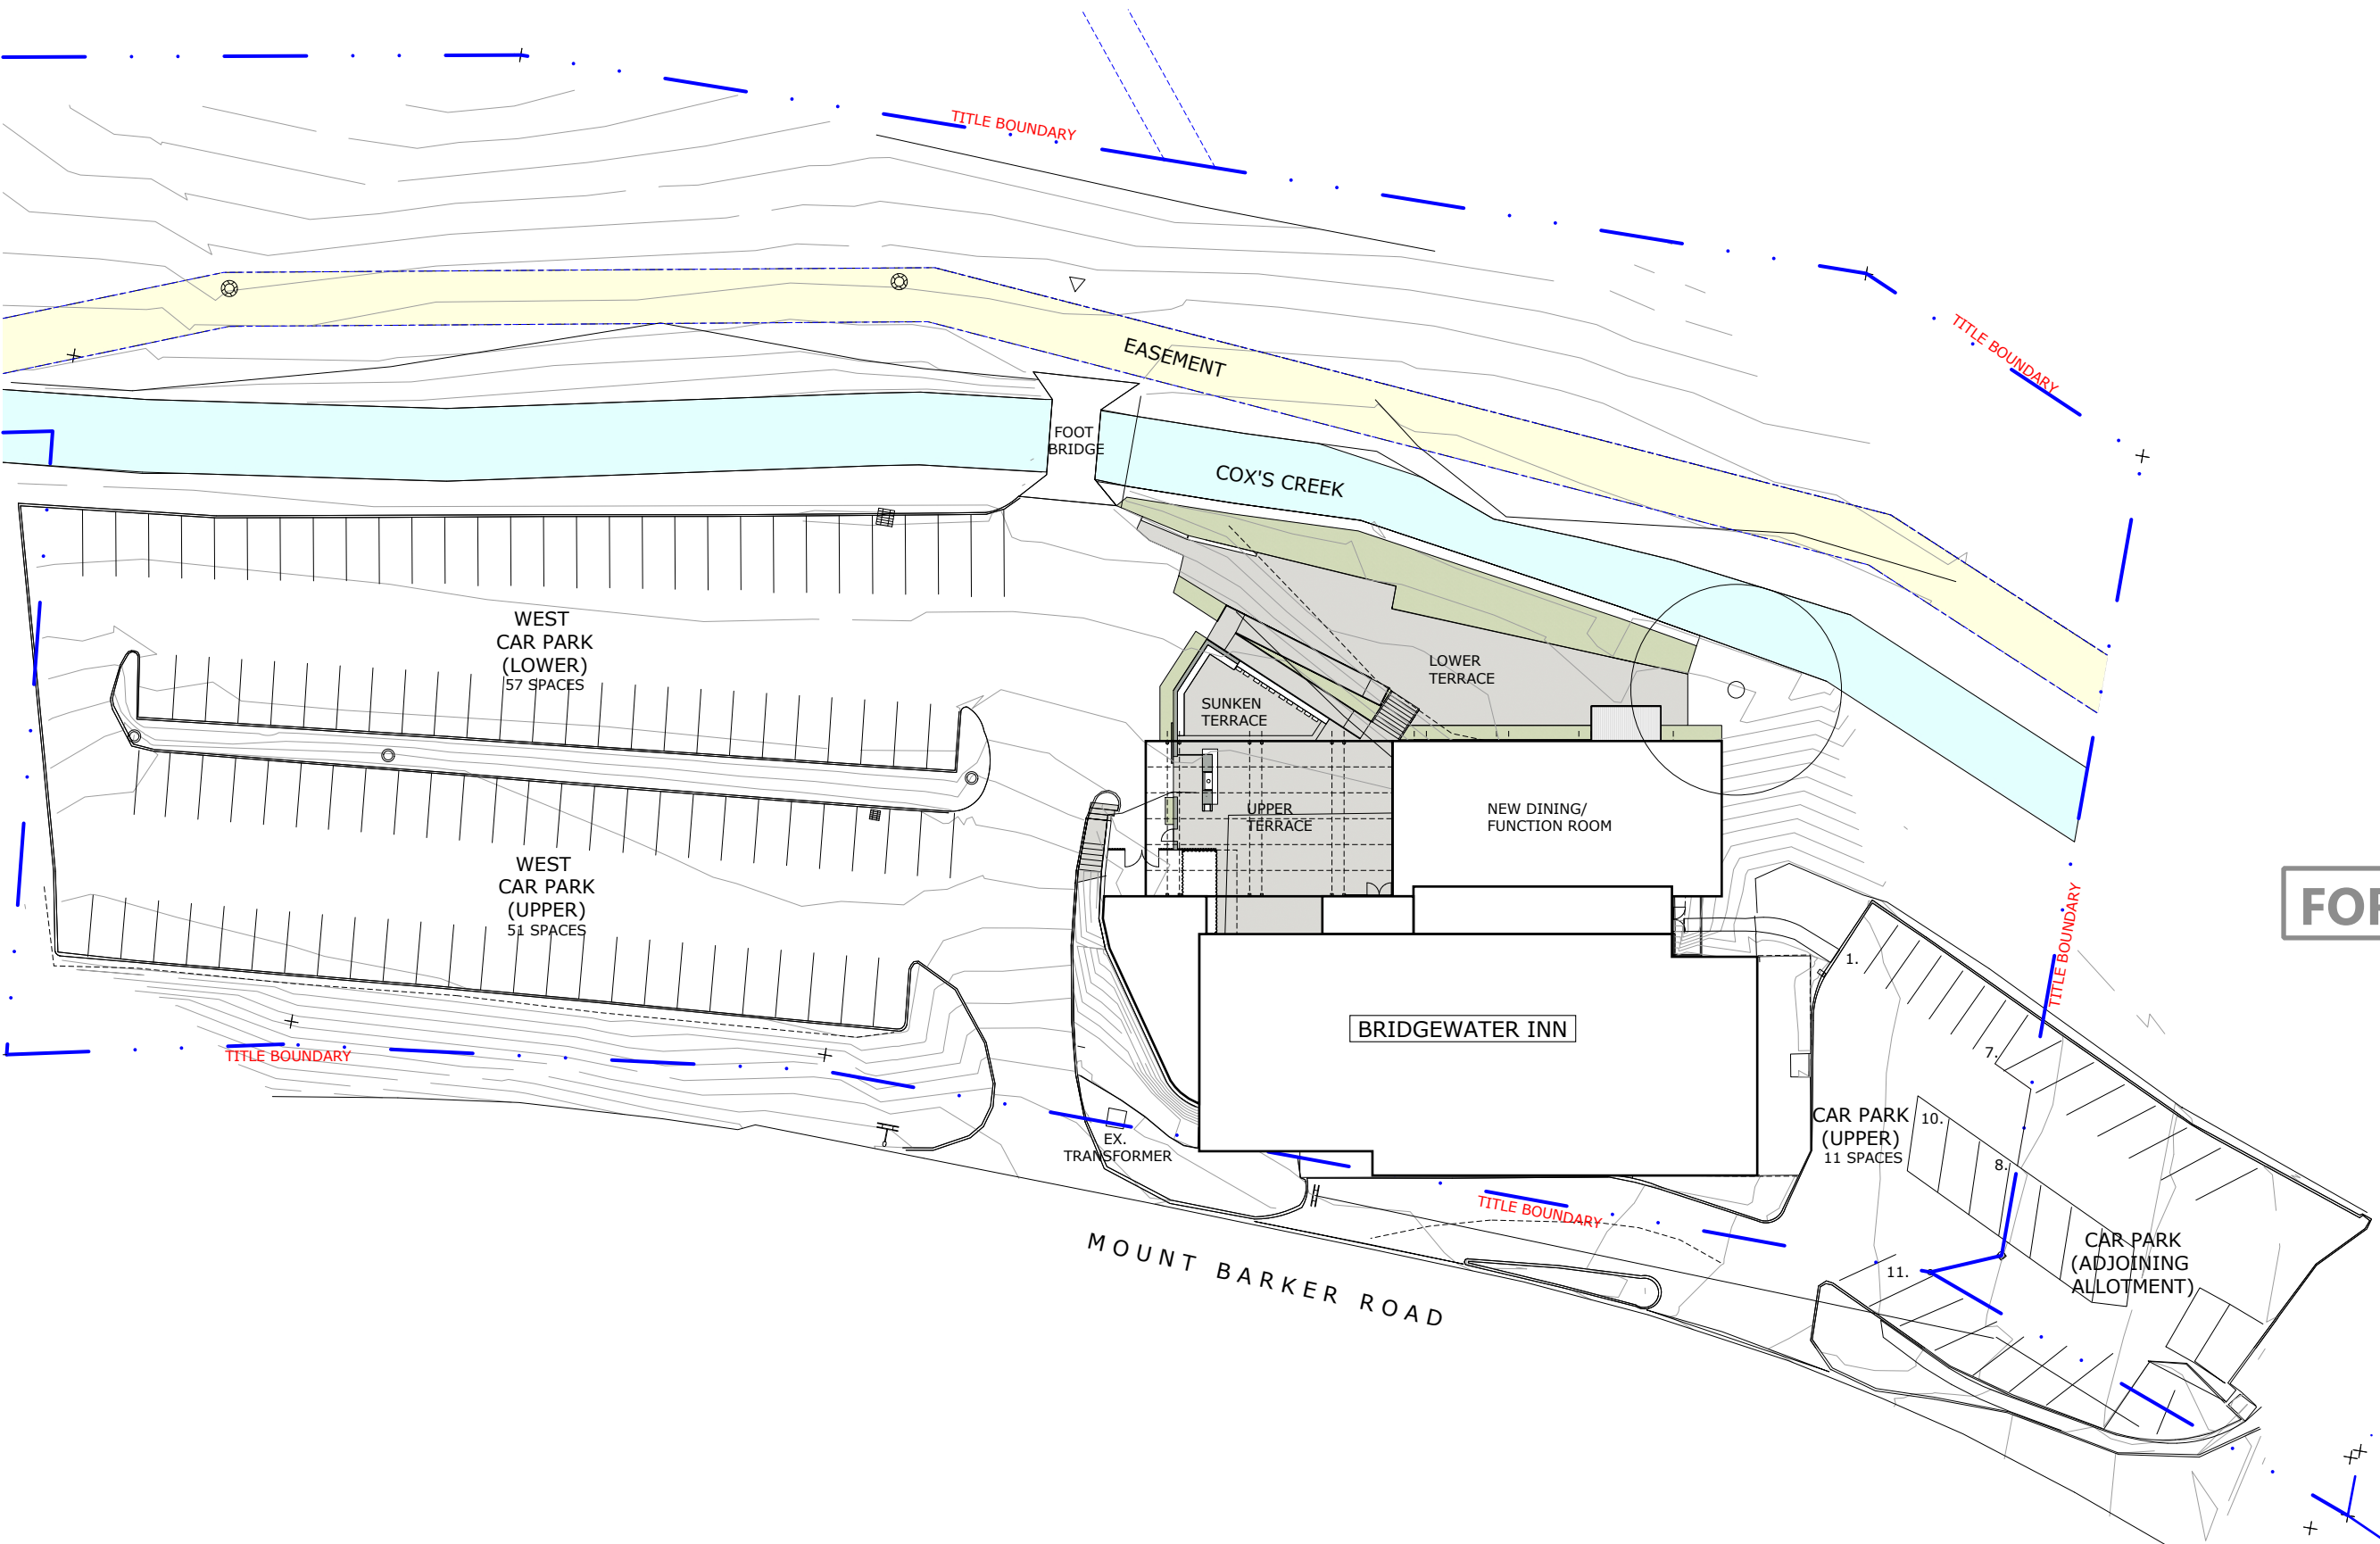 TITLE BOUNDARY
TITLE BOUNDARY
EASEMENT
FOOT
BRIDGE
COX'S CREEK
WEST
CAR PARK
(LOWER)
57 SPACES
LOWER
TERRACE
SUNKEN
TERRACE
UPPER
TERRACE
NEW DINING/
FUNCTION ROOM
WEST
CAR PARK
(UPPER)
51 SPACES
FOR
TITLE BOUNDARY
1.
7.
BRIDGEWATER INN
TITLE BOUNDARY
CAR PARK
(UPPER)
11 SPACES
10.
8.
EX.
TRANSFORMER
TITLE BOUNDARY
MOUNT BARKER ROAD
CAR PARK
(ADJOINING
ALLOTMENT)
11.